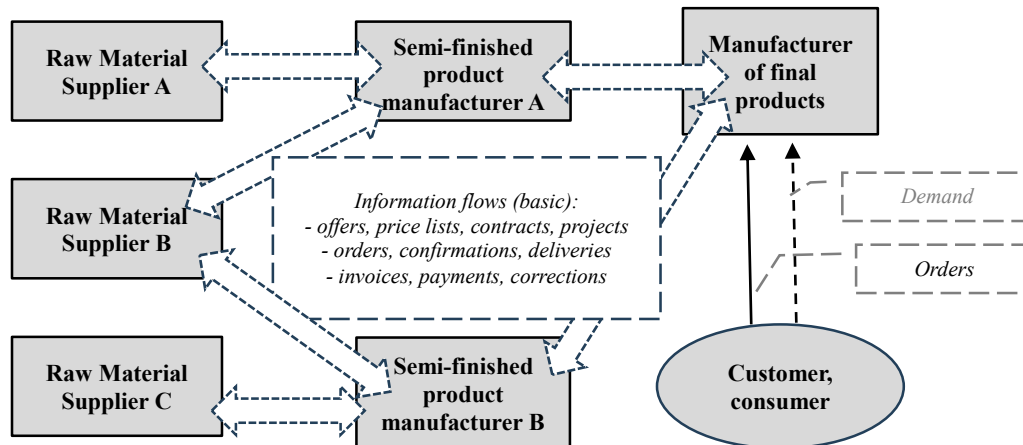 Raw Material
Supplier A
Semi-finished
product
manufacturer A
Manufacturer
of final
products
Raw Material
Supplier B
Information flows (basic):
- offers, price lists, contracts, projects
- orders, confirmations, deliveries
- invoices, payments, corrections
Demand
Orders
Raw Material
Supplier C
Semi-finished
product
manufacturer B
Customer,
consumer